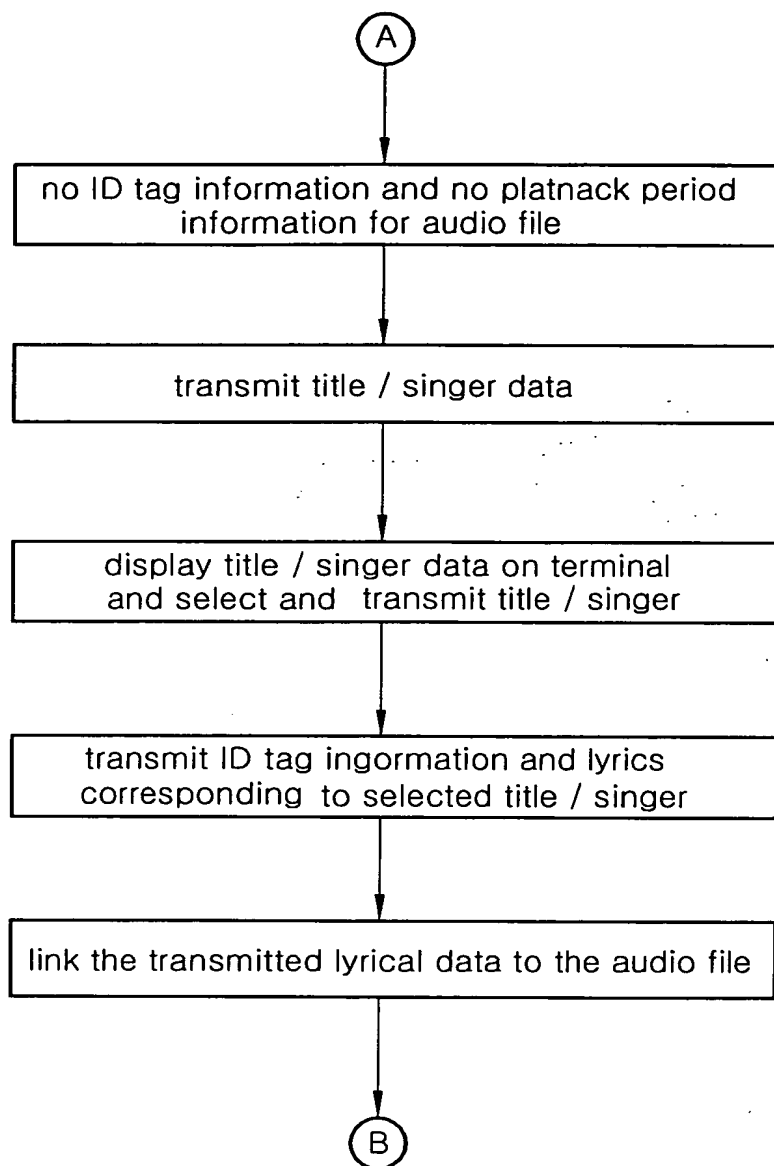 A
no ID tag information and no platnack period
information for audio file
transmit title / singer data
display title / singer data on terminal
and select and transmit title / singer
transmit ID tag ingormation and lyrics
corresponding to selected title / singer
link the transmitted lyrical data to the audio file
B